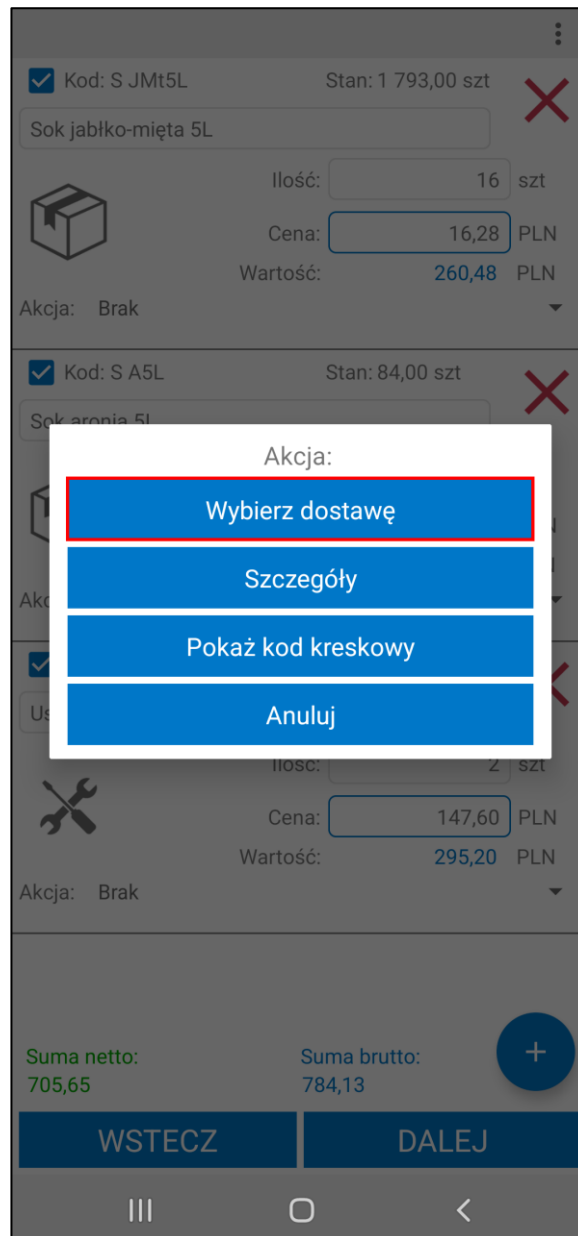 Kod: S JMt5L Stan: 1 793,00 szt
Sok jabłko-mięta 5L
Ilość: 16 szt
Cena: 16,28 PLN
Wartość: 260,48 PLN
Akcja: Brak
Kod: S A5L Stan: 84,00 szt
Sok aronia 5L
Akcja:
Wybierz dostawę
Szczegóły
Pokaż kod kreskowy
Anuluj
Ilość: 2 szt
Cena: 147,60 PLN
Wartość: 295,20 PLN
Akcja: Brak
Suma netto: Suma brutto:
705,65 784,13
+
WSTECZ DALEJ